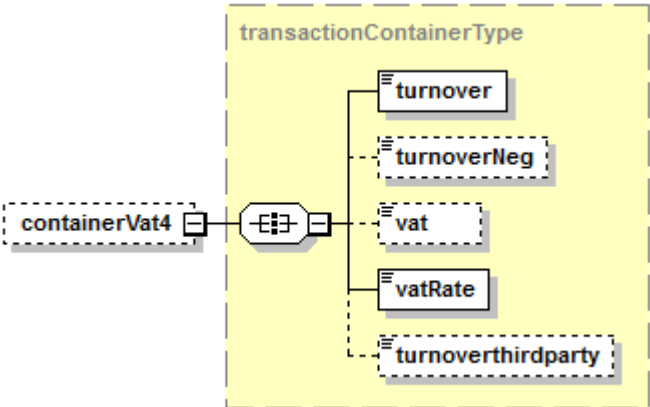 transactionContainerType
turnover
turnoverNeg
containerVat4
vat
vatRate
turnoverthirdparty